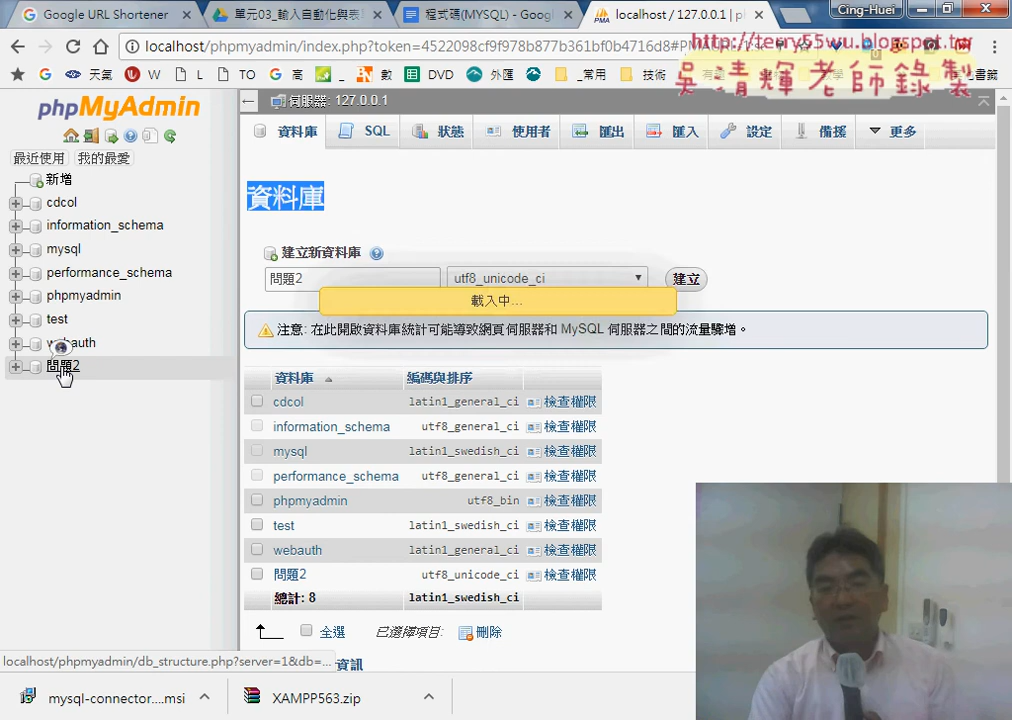 Google URL Shortener
單元03_輸入自動化與表
程式碼(MYSQL) - Goog
localhost / 127.0.0.1 | p
Cing-Huei
localhost/phpmyadmin/index.php?token=4522098cf9f978b877b361bf0b4716d8#PMAURL
http://terry55wu.blogspot.tw
吳清輝老師錄製
天氣
W
L
TO
高
_
數
DVD
外匯
_常用
技術
phpMyAdmin
最近使用
我的最愛
新增
cdcol
information_schema
mysql
performance_schema
phpmyadmin
test
webauth
問題2
伺服器: 127.0.0.1
資料庫
SQL
狀態
使用者
匯出
匯入
設定
備援
更多
資料庫
建立新資料庫
問題2
utf8_unicode_ci
建立
載入中...
注意: 在此開啟資料庫統計可能導致網頁伺服器和 MySQL 伺服器之間的流量驟增。
資料庫 編碼與排序
cdcol latin1_general_ci 檢查權限
information_schema utf8_general_ci 檢查權限
mysql latin1_swedish_ci 檢查權限
performance_schema utf8_general_ci 檢查權限
phpmyadmin utf8_bin 檢查權限
test latin1_swedish_ci 檢查權限
webauth latin1_general_ci 檢查權限
問題2 utf8_unicode_ci 檢查權限
總計: 8 latin1_swedish_ci
全選 已選擇項目: 刪除
資訊
localhost/phpmyadmin/db_structure.php?server=1&db=...
mysql-connector....msi
XAMPP563.zip